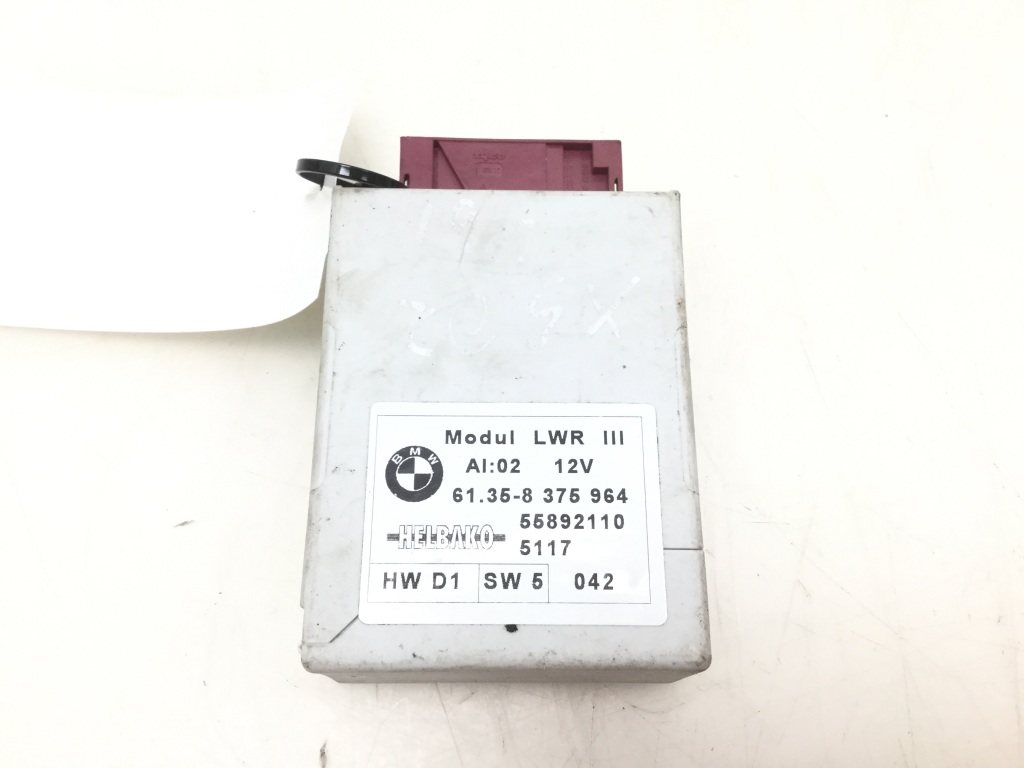 Modul LWR III
BMW
AI:02 12V
61.35-8 375 964
55892110
HELBAKO
5117
HW D1 SW 5 042